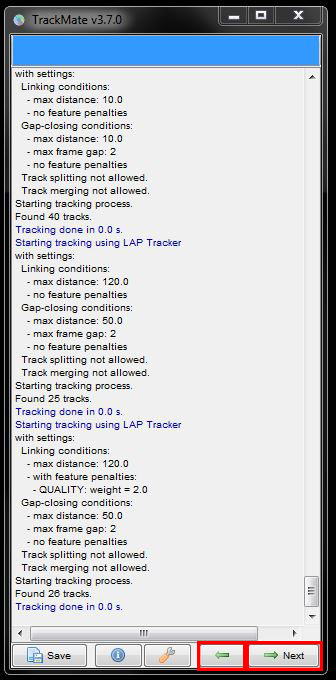 TrackMate v3.7.0
with settings:
Linking conditions:
- max distance: 10.0
- no feature penalties
Gap-closing conditions:
- max distance: 10.0
- max frame gap: 2
- no feature penalties
Track splitting not allowed.
Track merging not allowed.
Starting tracking process.
Found 40 tracks.
Tracking done in 0.0 s.
Starting tracking using LAP Tracker
with settings:
Linking conditions:
- max distance: 120.0
- no feature penalties
Gap-closing conditions:
- max distance: 50.0
- max frame gap: 2
- no feature penalties
Track splitting not allowed.
Track merging not allowed.
Starting tracking process.
Found 25 tracks.
Tracking done in 0.0 s.
Starting tracking using LAP Tracker
with settings:
Linking conditions:
- max distance: 120.0
- with feature penalties:
- QUALITY: weight = 2.0
Gap-closing conditions:
- max distance: 50.0
- max frame gap: 2
- no feature penalties
Track splitting not allowed.
Track merging not allowed.
Starting tracking process.
Found 26 tracks.
Tracking done in 0.0 s.
Save
Next